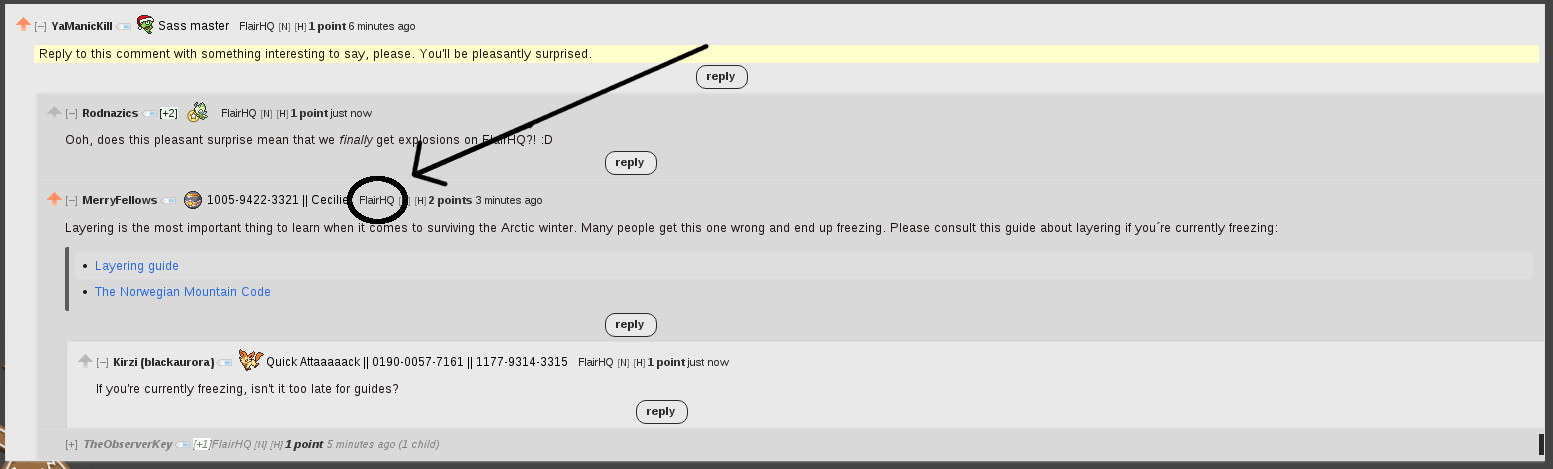 [–] YaManicKill Sass master FlairHQ [N] [H] 1 point 6 minutes ago
Reply to this comment with something interesting to say, please. You'll be pleasantly surprised.
reply
[–] Rodnazics [+2] FlairHQ [N] [H] 1 point just now
Ooh, does this pleasant surprise mean that we finally get explosions on FlairHQ?! :D
reply
[–] MerryFellows 1005-9422-3321 || Cecilie FlairHQ [H] 2 points 3 minutes ago
Layering is the most important thing to learn when it comes to surviving the Arctic winter. Many people get this one wrong and end up freezing. Please consult this guide about layering if you´re currently freezing:
• Layering guide
• The Norwegian Mountain Code
reply
[–] Kirzi (blackaurora) Quick Attaaaaack || 0190-0057-7161 || 1177-9314-3315 FlairHQ [N] [H] 1 point just now
If you're currently freezing, isn't it too late for guides?
reply
[+] TheObserverKey [+1] FlairHQ [N] [H] 1 point 5 minutes ago (1 child)